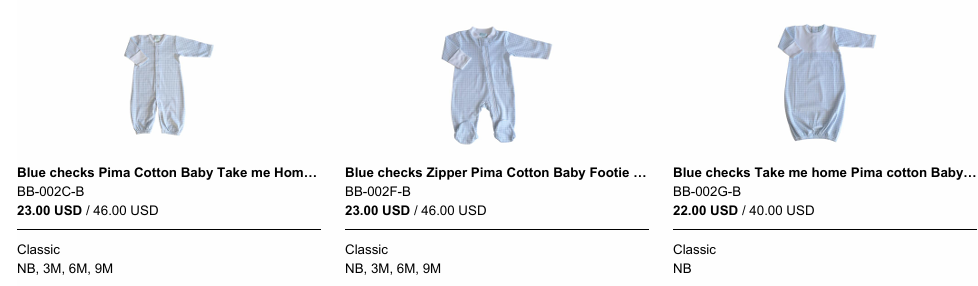 Blue checks Pima Cotton Baby Take me Hom...
BB-002C-B
23.00 USD / 46.00 USD
Classic
NB, 3M, 6M, 9M
Blue checks Zipper Pima Cotton Baby Footie ...
BB-002F-B
23.00 USD / 46.00 USD
Classic
NB, 3M, 6M, 9M
Blue checks Take me home Pima cotton Baby...
BB-002G-B
22.00 USD / 40.00 USD
Classic
NB